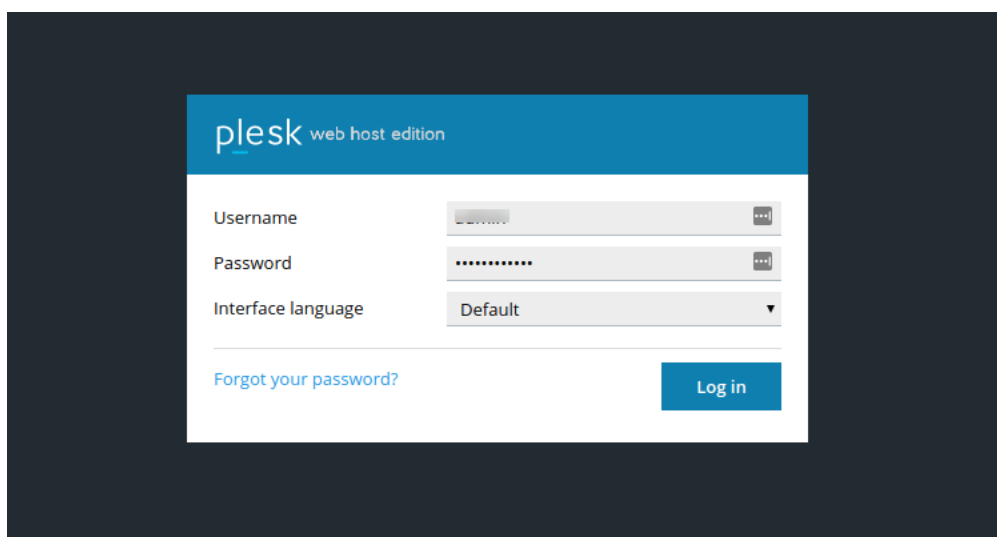 plesk web host edition
Username
Password ••••••••••••
Interface language Default
Forgot your password? Log in